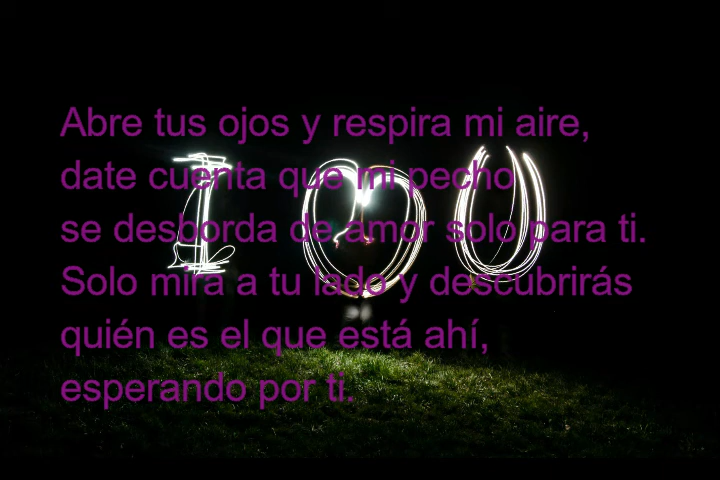 Abre tus ojos y respira mi aire,
date cuenta que mi pecho
se desborda de amor solo para ti.
Solo mira a tu lado y descubrirás
quién es el que está ahí,
esperando por ti.
I U